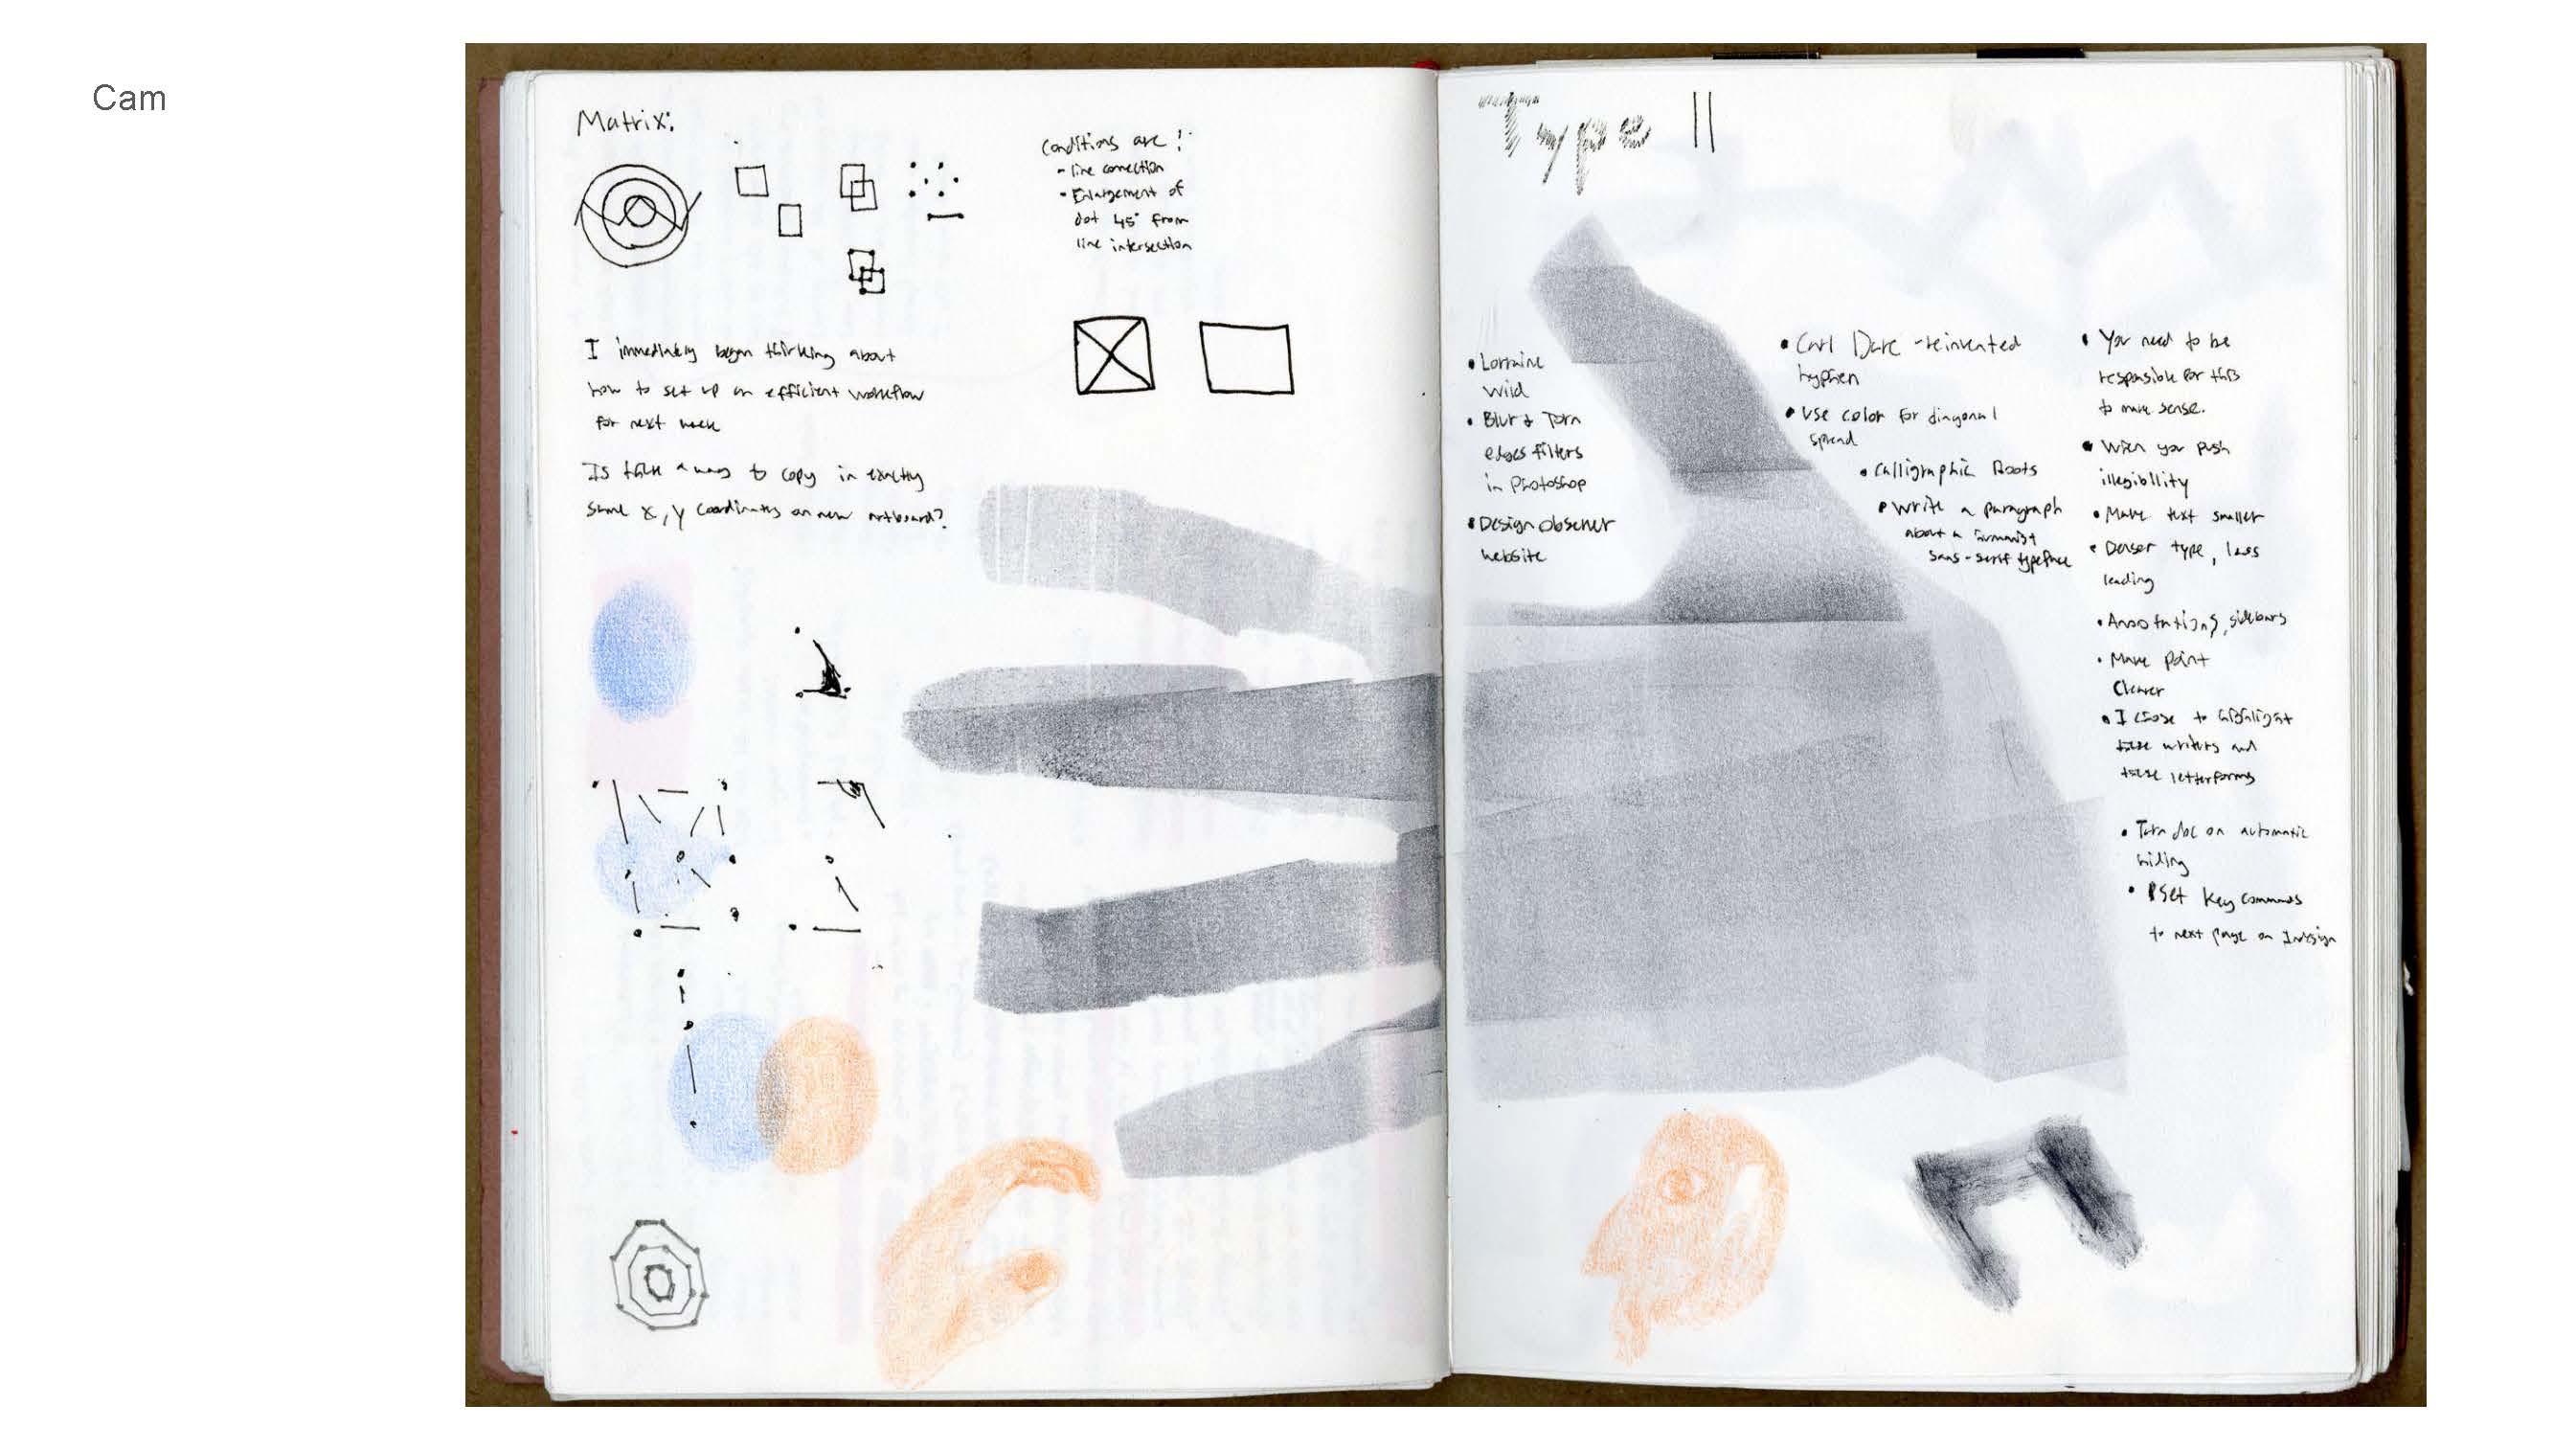 Cam
Matrix:
Conditions are!:
- line connection
- Enlargement of
dot 45° from
line intersection
I immediately began thinking about
how to set up an efficient workflow
for next week
Is there a way to copy in exactly
same x, y coordinates on new artboard?
Type II
• Lorraine
Wild
• Blur & Torn
edges filters
in Photoshop
• Design observer
website
• Carl Dare - reinvented
hyphen
• Use color for diagonal
spread
• Calligraphic Roots
• Write a paragraph
about a humanist
sans-serif typeface
• You need to be
responsible for this
to make sense.
• When you push
illegibility
• Make text smaller
• Denser type, less
leading
• Annotations, sidebars
• Make point
Clearer
• I chose to highlight
these writers and
these letterforms
• Turn doc on automatic
hiding
• Set key commands
to next page on Indesign